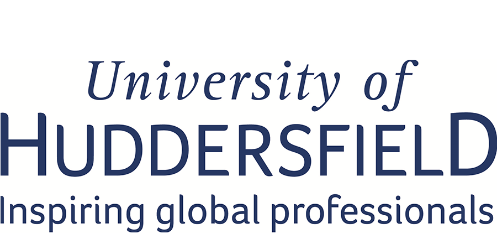 University of
HUDDERSFIELD
Inspiring global professionals